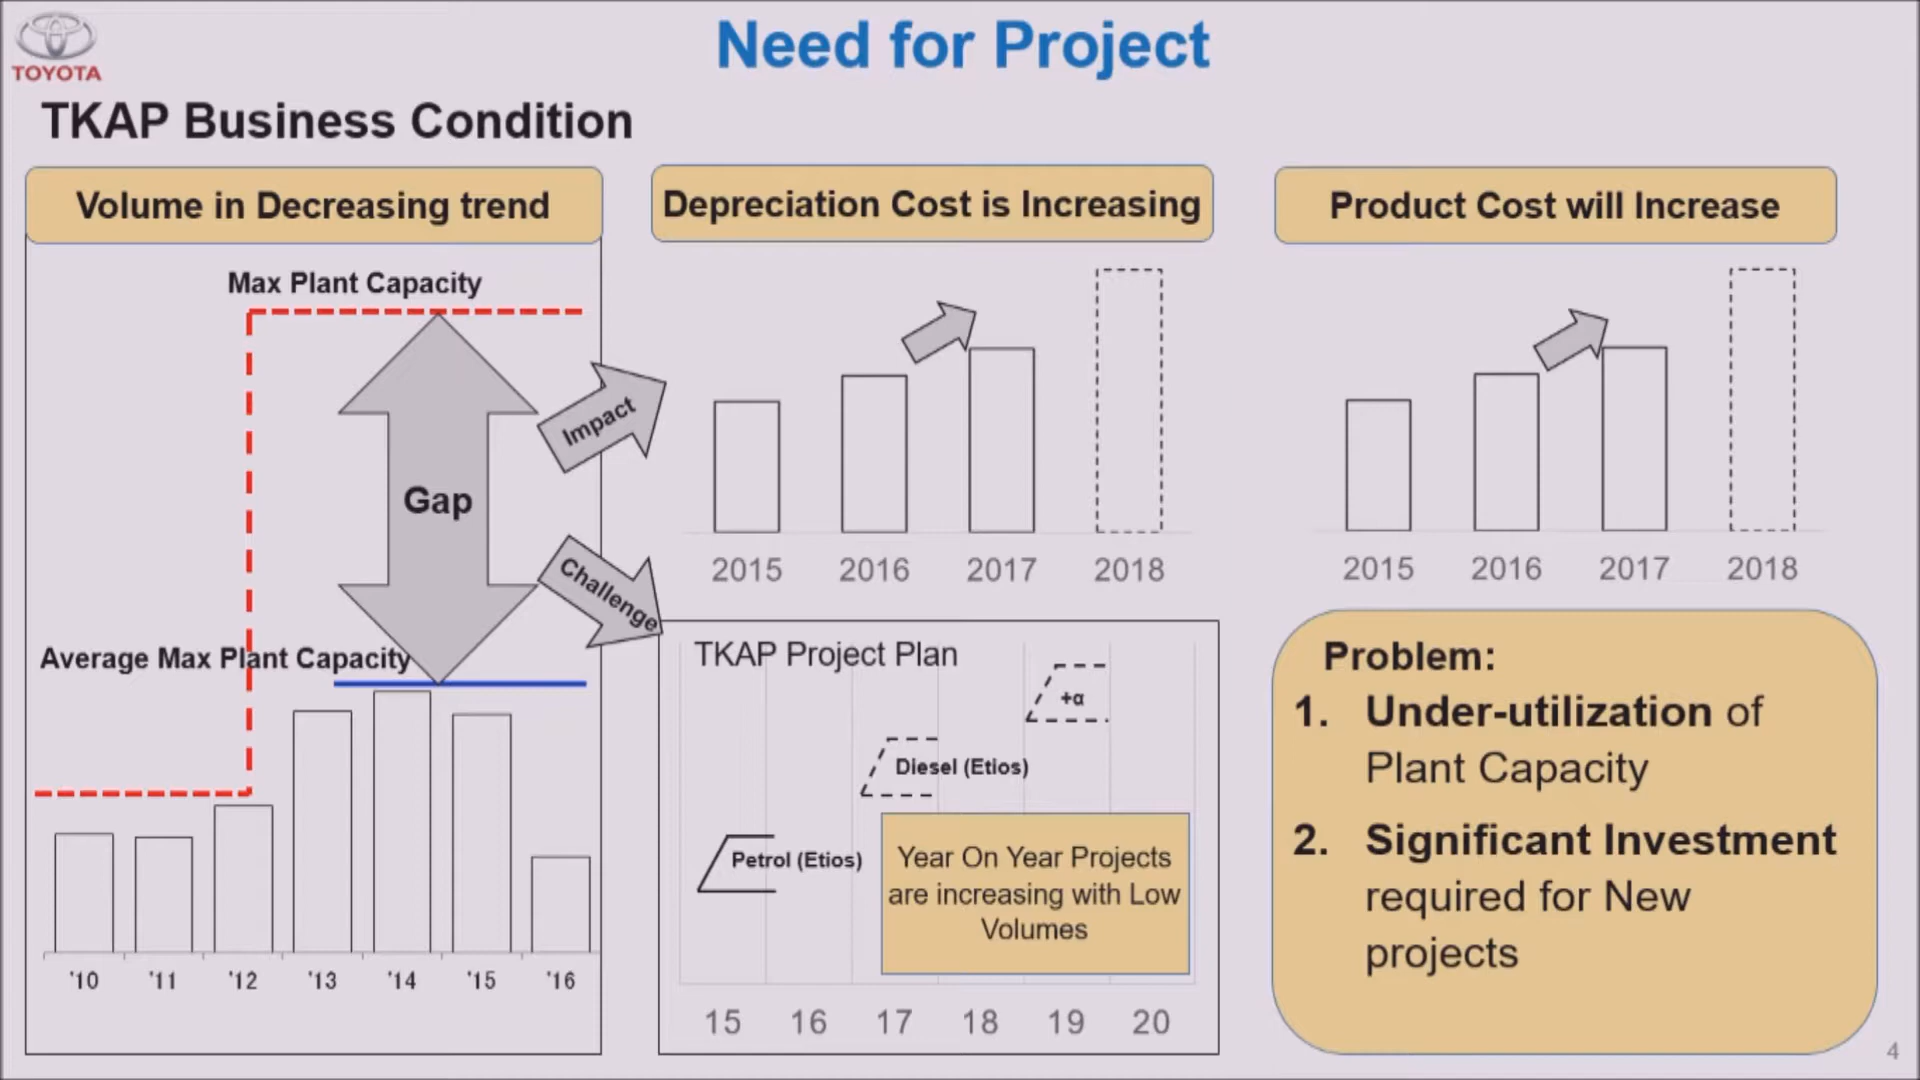 TOYOTA
Need for Project
TKAP Business Condition
Volume in Decreasing trend
Max Plant Capacity
Gap
Average Max Plant Capacity
'10 '11 '12 '13 '14 '15 '16
Impact
Challenge
Depreciation Cost is Increasing
2015 2016 2017 2018
Product Cost will Increase
2015 2016 2017 2018
TKAP Project Plan
+α
Diesel (Etios)
Petrol (Etios)
Year On Year Projects
are increasing with Low
Volumes
15 16 17 18 19 20
Problem:
1. Under-utilization of
Plant Capacity
2. Significant Investment
required for New
projects
4